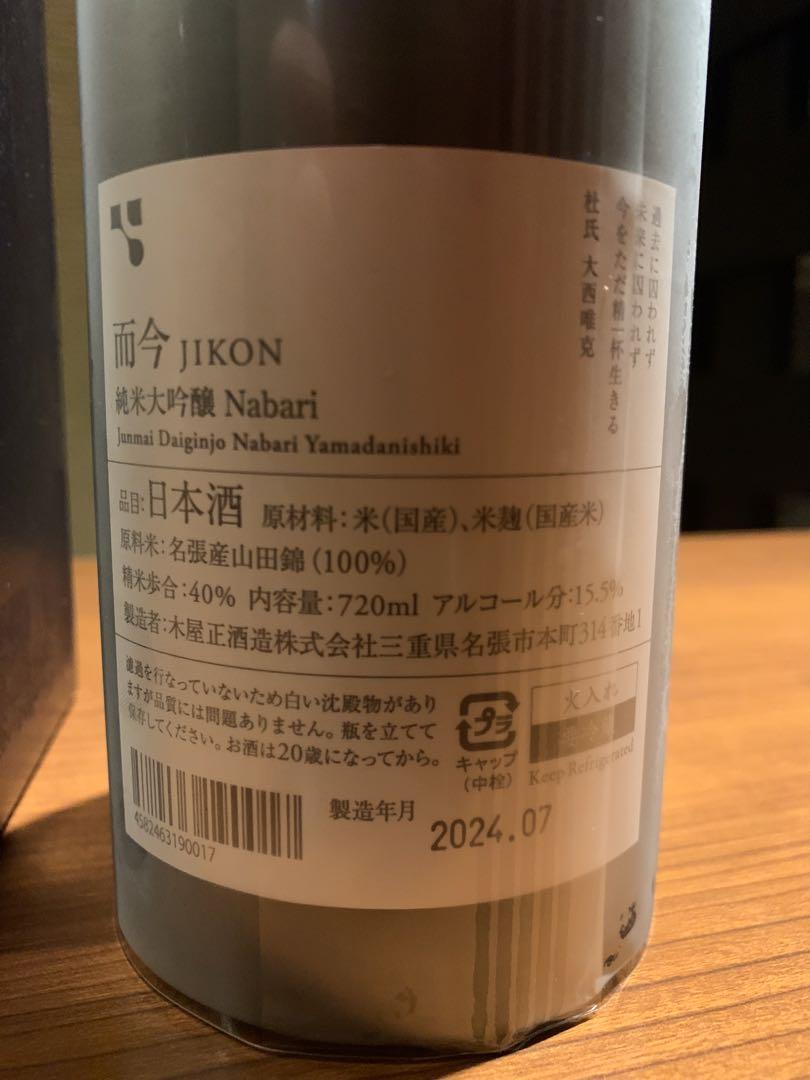 過去に囚われず
未来に囚われず
今をただ精一杯生きる
杜氏 大西唯克
而今 JIKON
純米大吟醸 Nabari
Junmai Daiginjo Nabari Yamadanishiki
品目:日本酒 原材料:米(国産)、米麹(国産米)
原料米:名張産山田錦(100%)
精米歩合:40% 内容量:720ml アルコール分:15.5%
製造者:木屋正酒造株式会社三重県名張市本町314番地1
濾過を行なっていないため白い沈殿物があり
ますが品質には問題ありません。瓶を立てて
保存してください。お酒は20歳になってから。
プラ
キャップ
(中栓)
火入れ
Keep Refrigerated
4582463190017
製造年月
2024.07